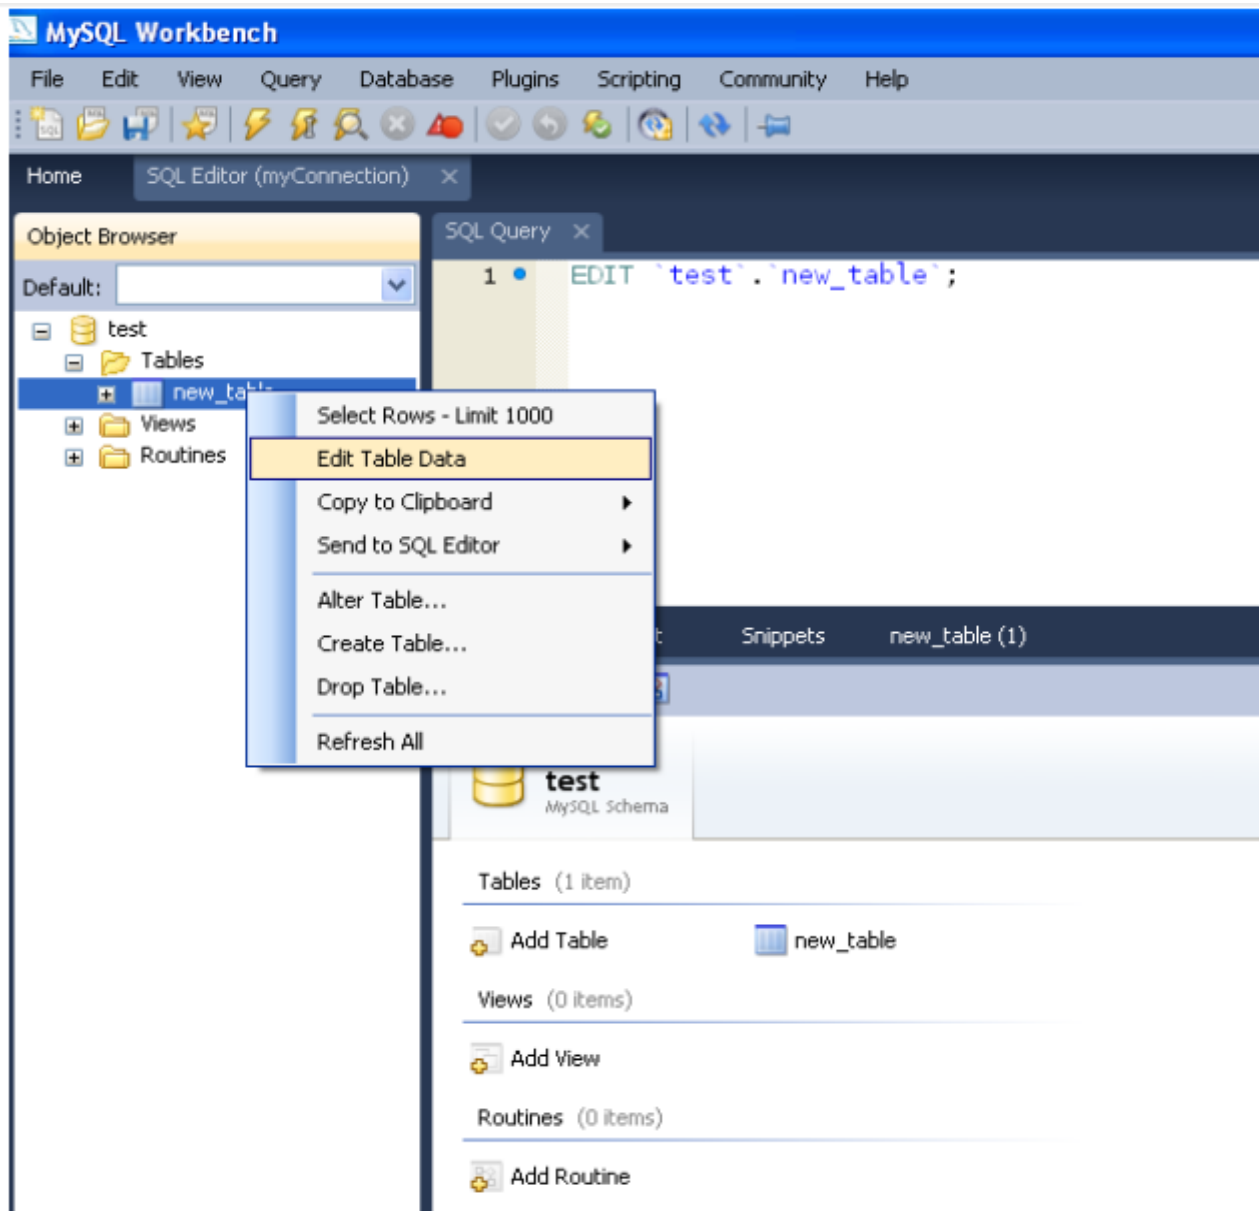 MySQL Workbench
File Edit View Query Database Plugins Scripting Community Help
Home SQL Editor (myConnection)
Object Browser
SQL Query
Default:
1 EDIT `test`.`new_table`;
test
Tables
Views
Routines
Select Rows - Limit 1000
Edit Table Data
Copy to Clipboard
Send to SQL Editor
Alter Table...
Create Table...
Drop Table...
Refresh All
Snippets new_table (1)
test
MySQL Schema
Tables (1 item)
Add Table new_table
Views (0 items)
Add View
Routines (0 items)
Add Routine